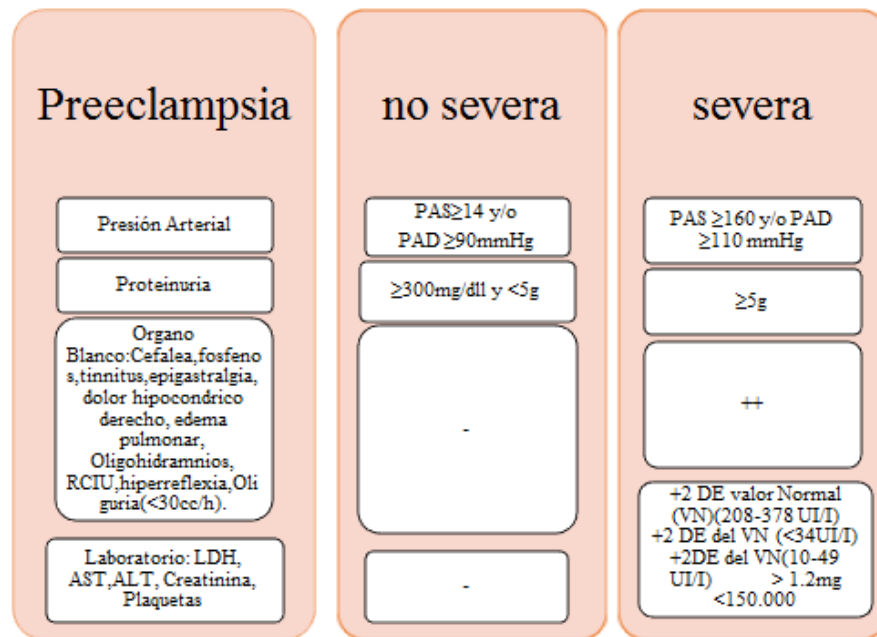 Preeclampsia
Presión Arterial
Proteinuria
Organo
Blanco:Cefalea,fosfeno
s,tinnitus,epigastralgia,
dolor hipocondrico
derecho, edema
pulmonar,
Oligohidramnios,
RCIU,hiperreflexia,Oli
guria(<30cc/h).
Laboratorio: LDH,
AST,ALT, Creatinina,
Plaquetas
no severa
PAS≥14 y/o
PAD ≥90mmHg
≥300mg/dll y <5g
-
-
severa
PAS ≥160 y/o PAD
≥110 mmHg
≥5g
++
+2 DE valor Normal
(VN)(208-378 UI/l)
+2 DE del VN (<34UI/l)
+2DE del VN(10-49
UI/l) > 1.2mg
<150.000